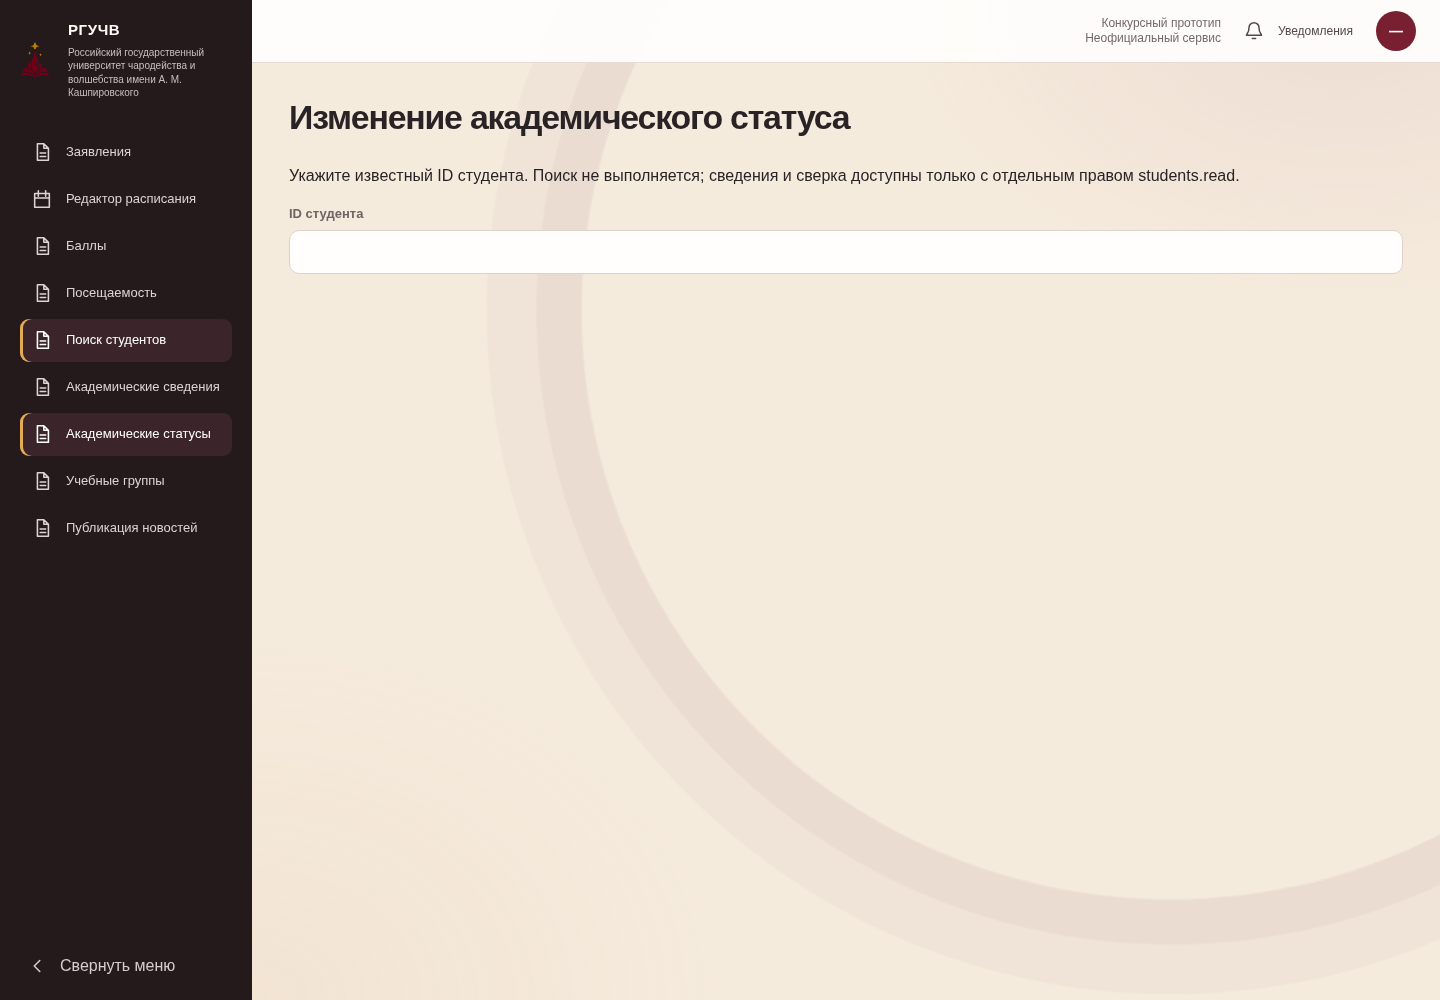 РГУЧВ
Российский государственный
университет чародейства и
волшебства имени А. М.
Кашпировского
Конкурсный прототип
Неофициальный сервис
Уведомления
—
Заявления
Редактор расписания
Баллы
Посещаемость
Поиск студентов
Академические сведения
Академические статусы
Учебные группы
Публикация новостей
Свернуть меню
Изменение академического статуса
Укажите известный ID студента. Поиск не выполняется; сведения и сверка доступны только с отдельным правом students.read.
ID студента